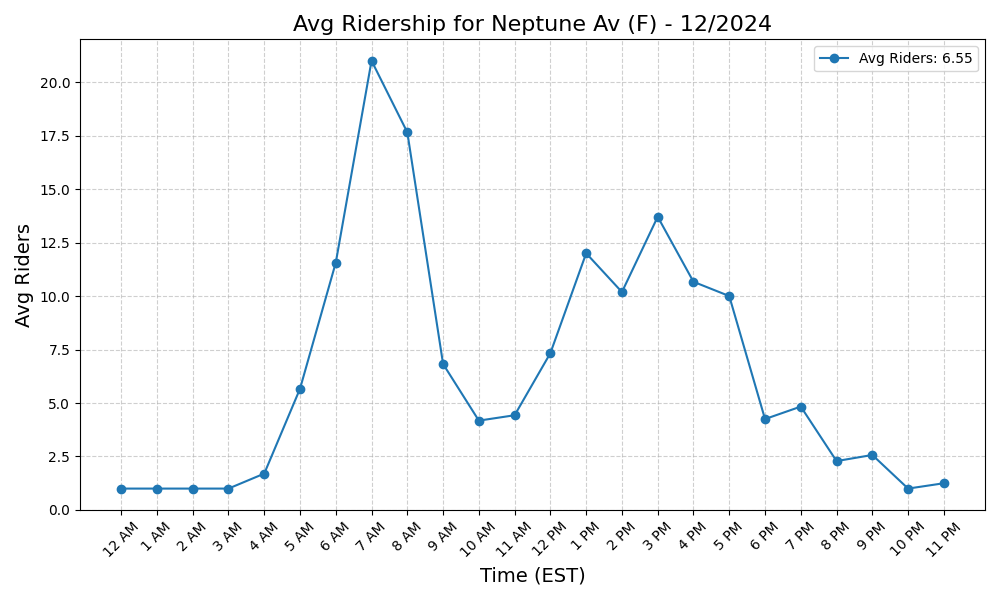 Avg Ridership for Neptune Av (F) - 12/2024
Avg Riders: 6.55
Avg Riders
20.0
17.5
15.0
12.5
10.0
7.5
5.0
2.5
0.0
12 AM
1 AM
2 AM
3 AM
4 AM
5 AM
6 AM
7 AM
8 AM
9 AM
10 AM
11 AM
12 PM
1 PM
2 PM
3 PM
4 PM
5 PM
6 PM
7 PM
8 PM
9 PM
10 PM
11 PM
Time (EST)